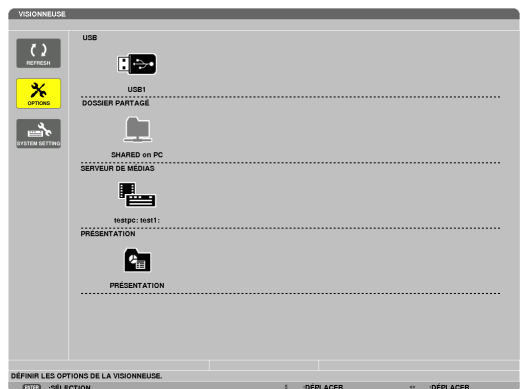 VISIONNEUSE
REFRESH
OPTIONS
SYSTEM SETTING
USB
USB1
DOSSIER PARTAGÉ
SHARED on PC
SERVEUR DE MÉDIAS
testpc: test1:
PRÉSENTATION
PRÉSENTATION
DÉFINIR LES OPTIONS DE LA VISIONNEUSE.
ENTER :SÉLECTION :DÉPLACER :DÉPLACER